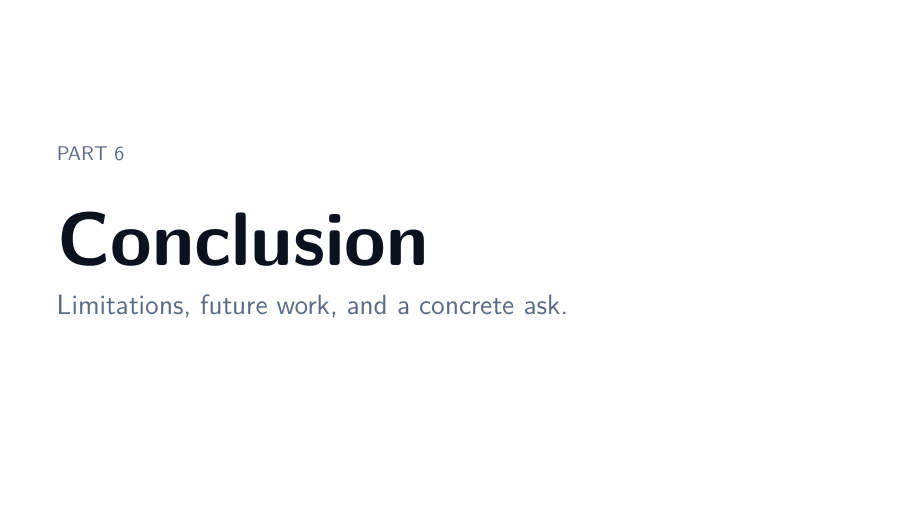 PART 6
Conclusion
Limitations, future work, and a concrete ask.